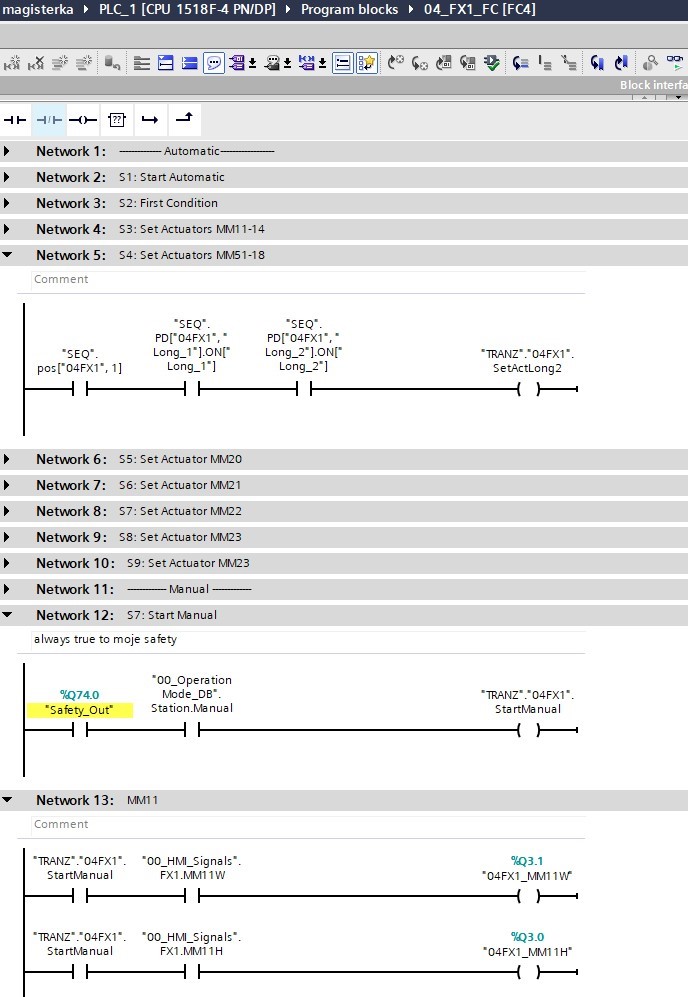 magisterka ▸ PLC_1 [CPU 1518F-4 PN/DP] ▸ Program blocks ▸ 04_FX1_FC [FC4]
Block interfa
??
Network 1: -------------- Automatic------------------
Network 2: S1: Start Automatic
Network 3: S2: First Condition
Network 4: S3: Set Actuators MM11-14
Network 5: S4: Set Actuators MM51-18
Comment
"SEQ".
pos["04FX1", 1]
"SEQ".
PD["04FX1", "
Long_1"].ON["
Long_1"]
"SEQ".
PD["04FX1", "
Long_2"].ON["
Long_2"]
"TRANZ"."04FX1".
SetActLong2
Network 6: S5: Set Actuator MM20
Network 7: S6: Set Actuator MM21
Network 8: S7: Set Actuator MM22
Network 9: S8: Set Actuator MM23
Network 10: S9: Set Actuator MM23
Network 11: ------------- Manual -------------
Network 12: S7: Start Manual
always true to moje safety
%Q74.0
"Safety_Out"
"00_Operation
Mode_DB".
Station.Manual
"TRANZ"."04FX1".
StartManual
Network 13: MM11
Comment
"TRANZ"."04FX1".
StartManual
"00_HMI_Signals".
FX1.MM11W
%Q3.1
"04FX1_MM11W"
"TRANZ"."04FX1".
StartManual
"00_HMI_Signals".
FX1.MM11H
%Q3.0
"04FX1_MM11H"